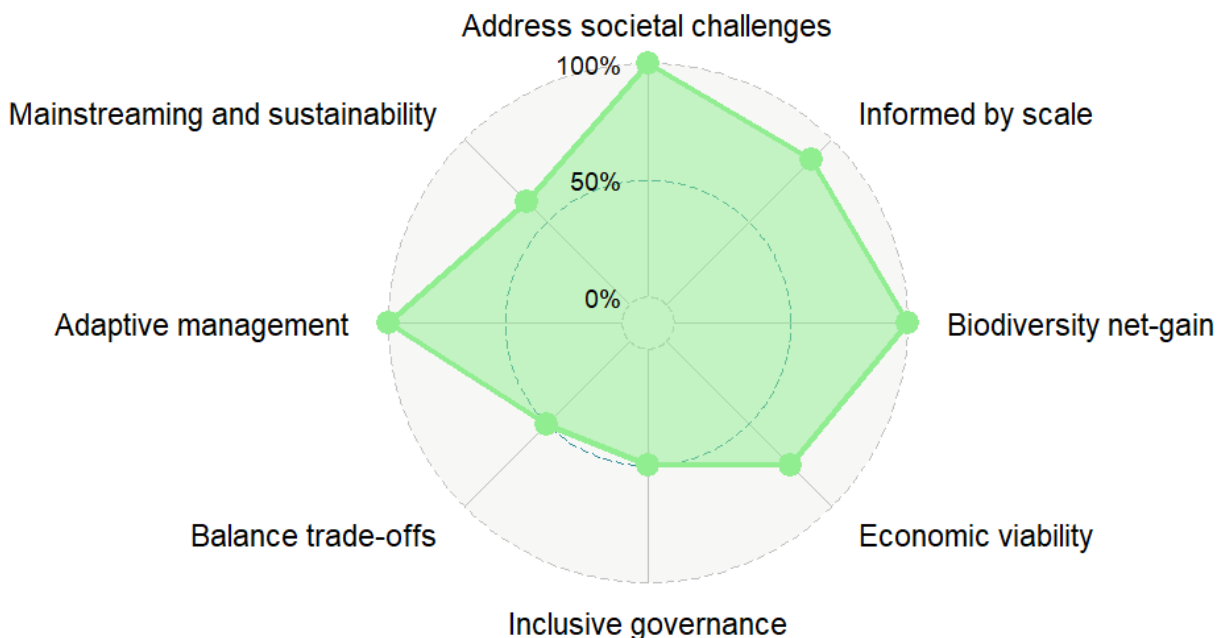 Address societal challenges
100%
Mainstreaming and sustainability
Informed by scale
50%
0%
Adaptive management
Biodiversity net-gain
Balance trade-offs
Economic viability
Inclusive governance